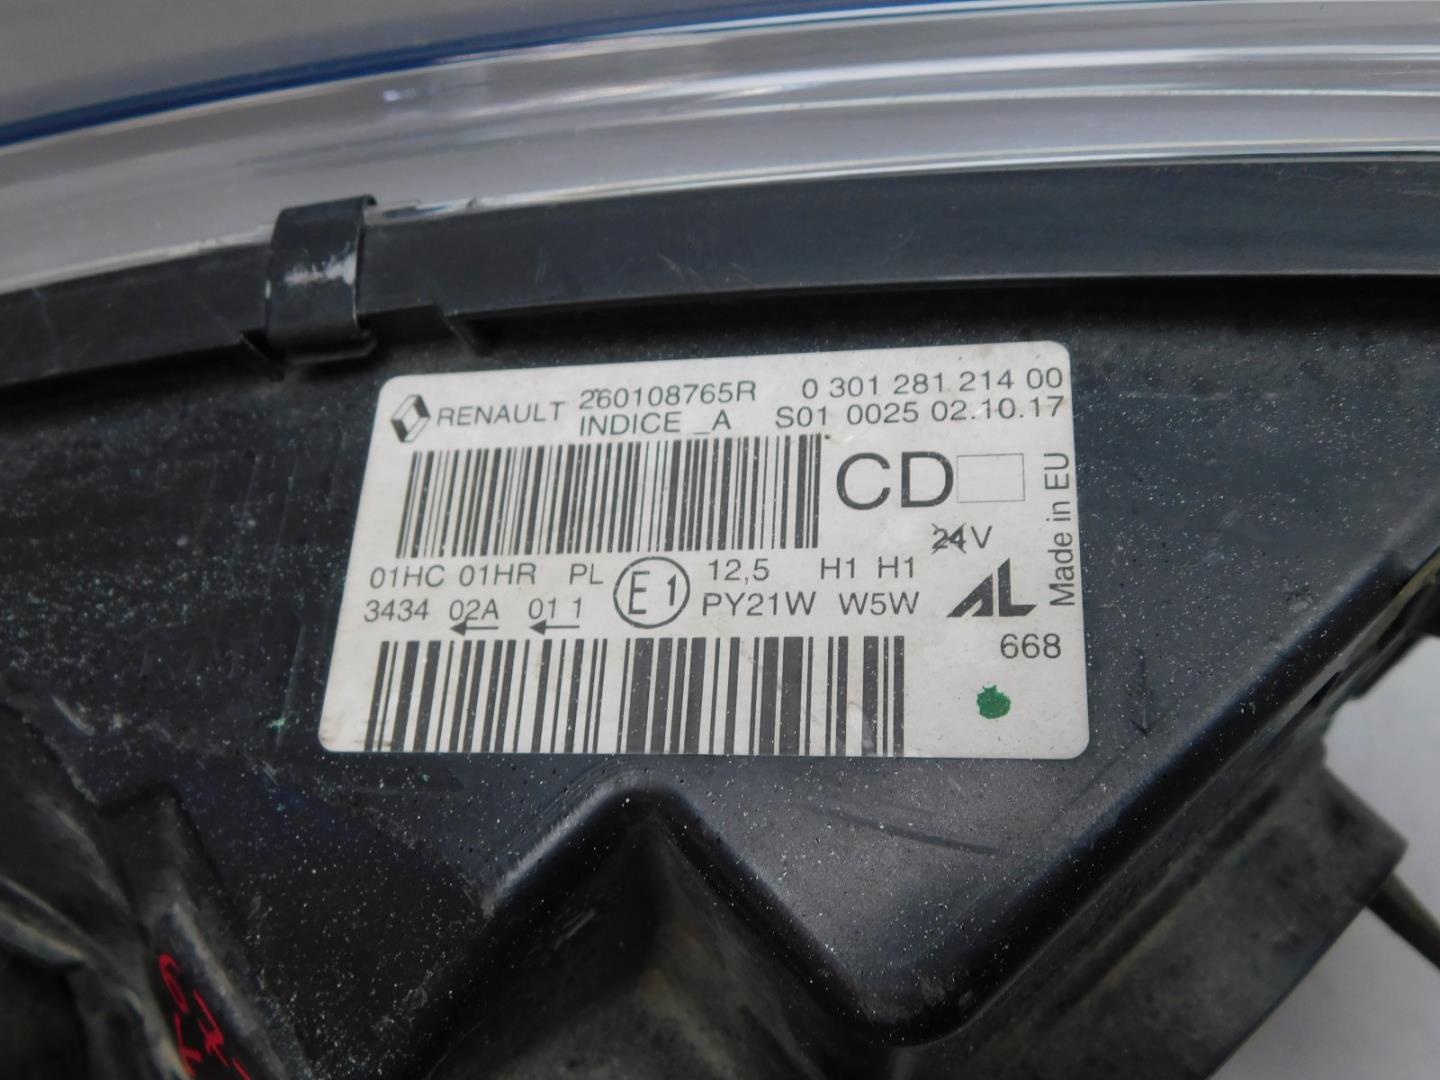 RENAULT 260108765R 0 301 281 214 00
INDICE _A S01 0025 02.10.17
CD
24V
Made in EU
01HC 01HR PL E1 12,5 H1 H1
3434 02A 01 1 PY21W W5W AL
668